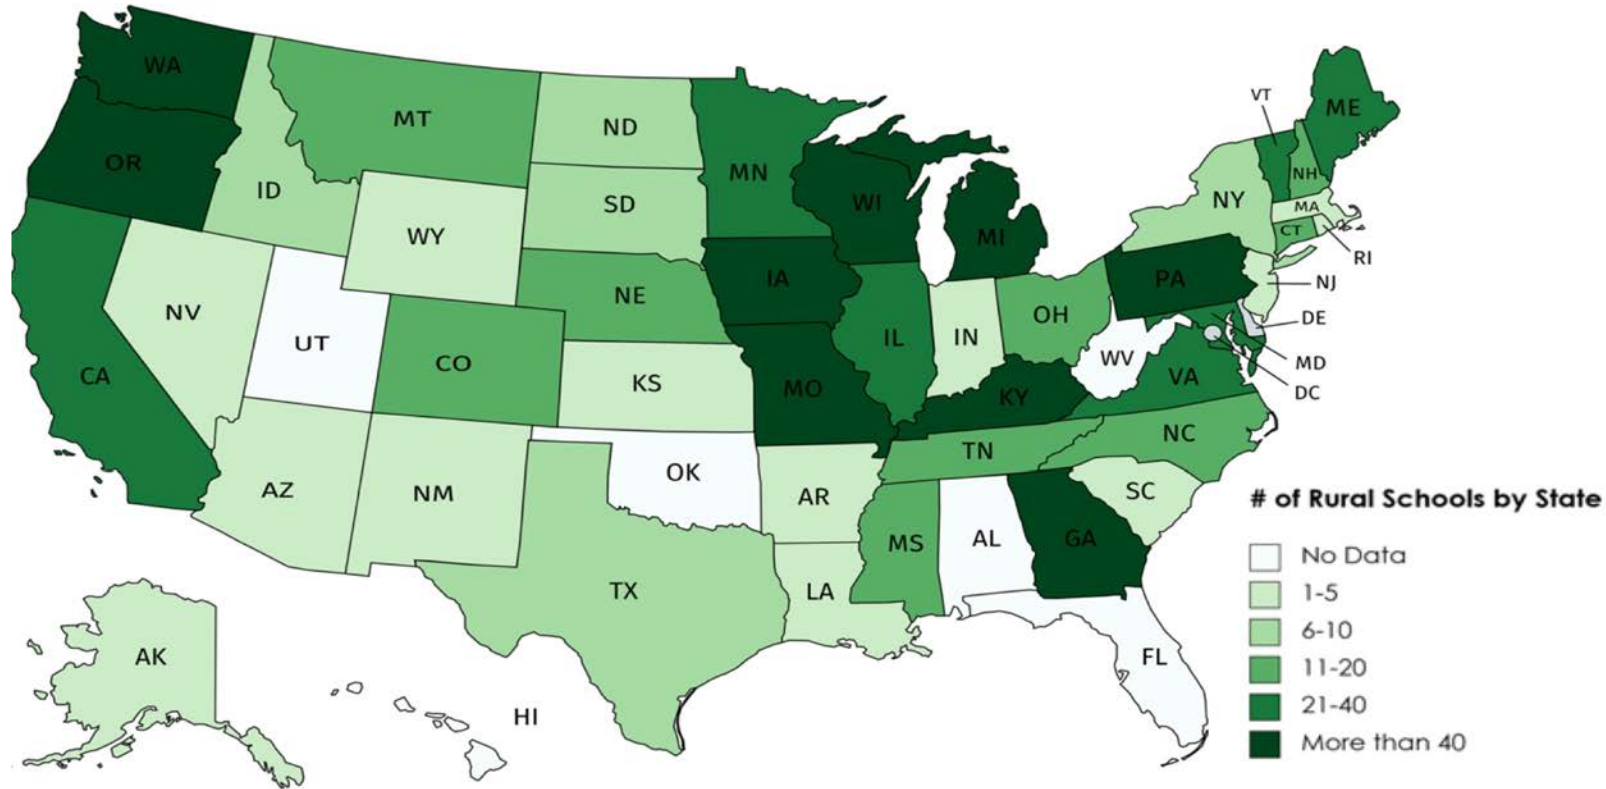 WA
MT
ND
MN
VT
ME
OR
ID
SD
WI
NH
NY
MA
WY
MI
CT
RI
NV
NE
IA
PA
NJ
UT
CO
IL
IN
OH
DE
MD
DC
CA
KS
MO
KY
WV
VA
AZ
NM
OK
AR
TN
NC
SC
MS
AL
GA
TX
LA
FL
AK
HI
# of Rural Schools by State
No Data
1-5
6-10
11-20
21-40
More than 40